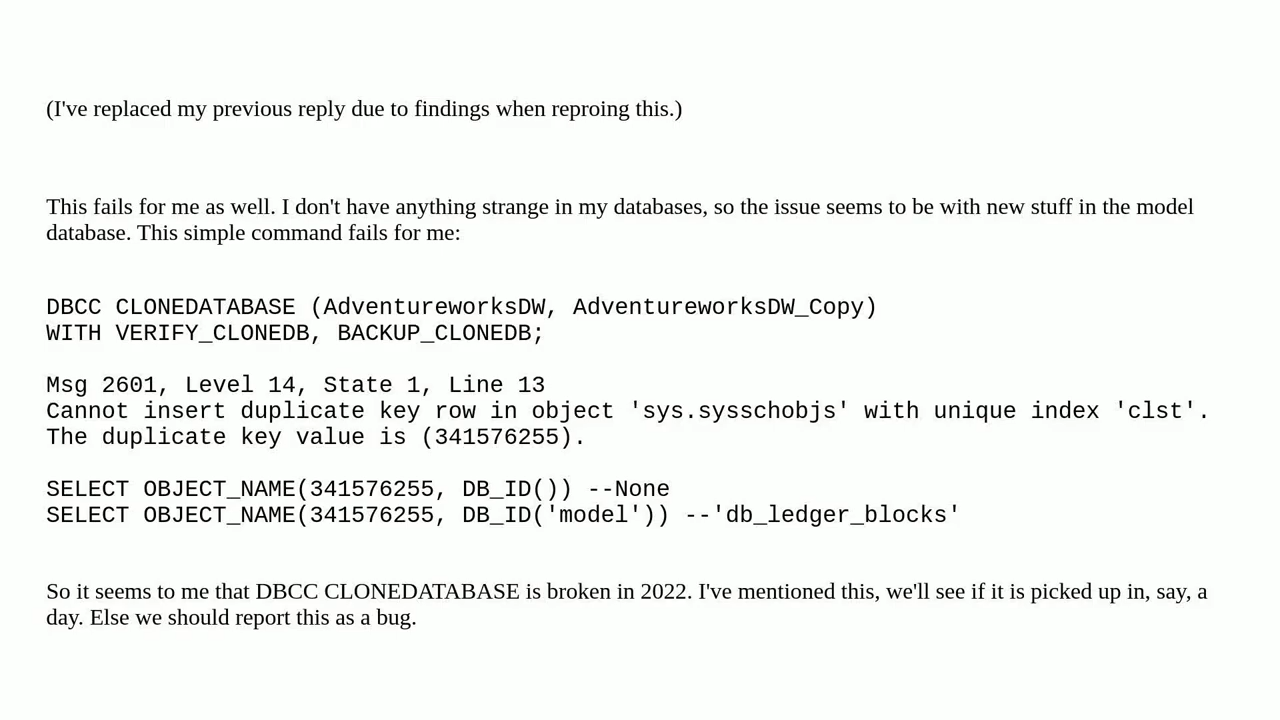 (I've replaced my previous reply due to findings when reproing this.)
This fails for me as well. I don't have anything strange in my databases, so the issue seems to be with new stuff in the model
database. This simple command fails for me:
DBCC CLONEDATABASE (AdventureworksDW, AdventureworksDW_Copy)
WITH VERIFY_CLONEDB, BACKUP_CLONEDB;
Msg 2601, Level 14, State 1, Line 13
Cannot insert duplicate key row in object 'sys.sysschobjs' with unique index 'clst'.
The duplicate key value is (341576255).
SELECT OBJECT_NAME(341576255, DB_ID()) --None
SELECT OBJECT_NAME(341576255, DB_ID('model')) --'db_ledger_blocks'
So it seems to me that DBCC CLONEDATABASE is broken in 2022. I've mentioned this, we'll see if it is picked up in, say, a
day. Else we should report this as a bug.